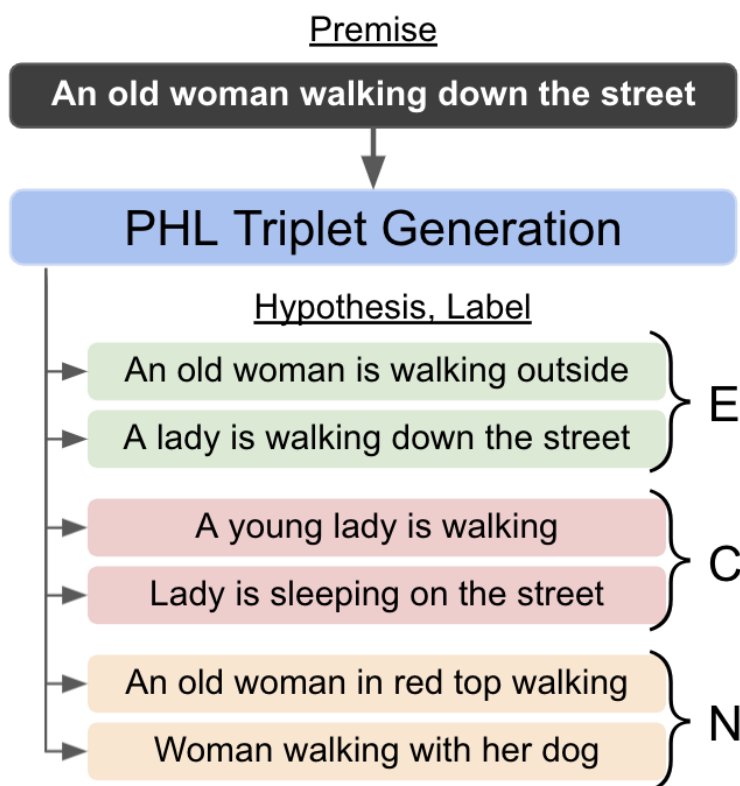 Premise
An old woman walking down the street
PHL Triplet Generation
Hypothesis, Label
An old woman is walking outside
A lady is walking down the street
E
A young lady is walking
Lady is sleeping on the street
C
An old woman in red top walking
Woman walking with her dog
N